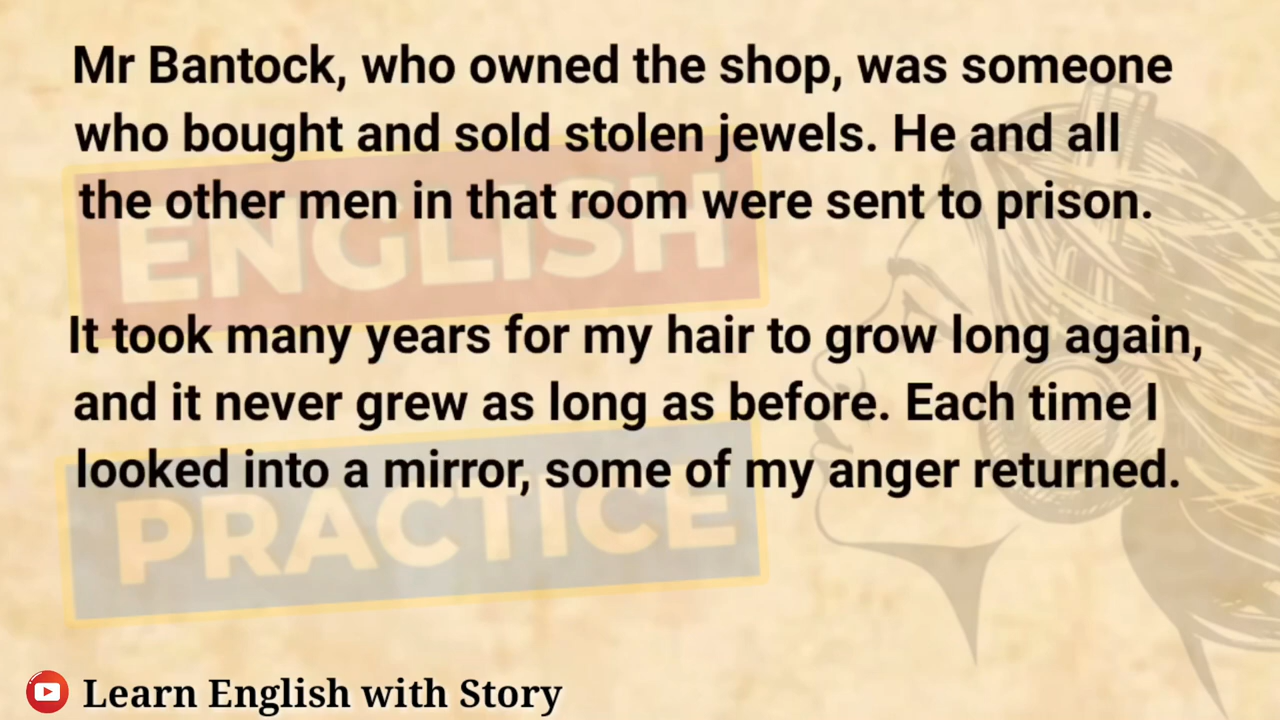 Mr Bantock, who owned the shop, was someone
who bought and sold stolen jewels. He and all
the other men in that room were sent to prison.
It took many years for my hair to grow long again,
and it never grew as long as before. Each time I
looked into a mirror, some of my anger returned.
ENGLISH
PRACTICE
Learn English with Story